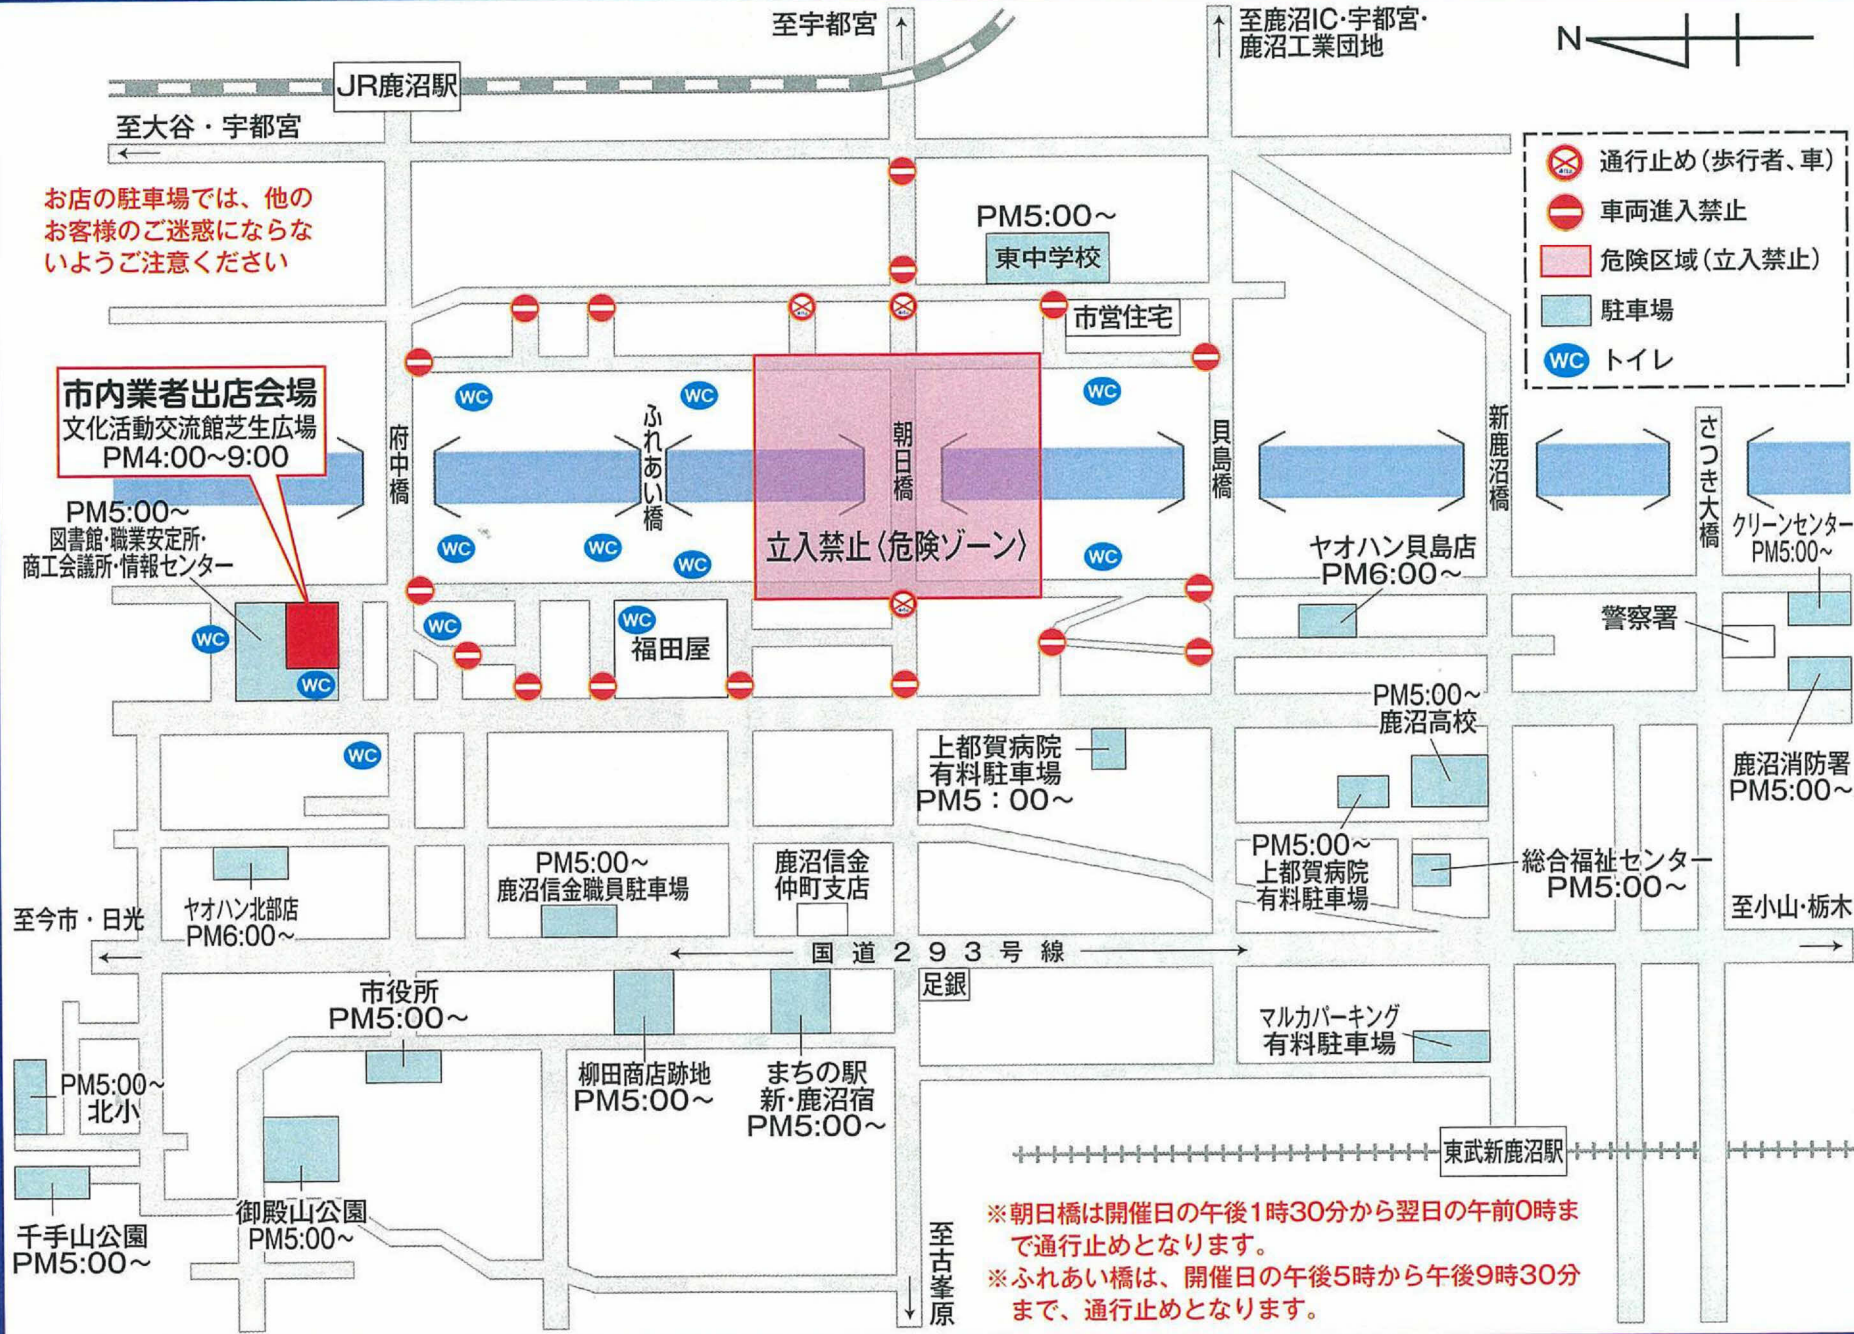 至宇都宮
至鹿沼IC・宇都宮・
鹿沼工業団地
N
JR鹿沼駅
至大谷・宇都宮
お店の駐車場では、他の
お客様のご迷惑にならな
いようご注意ください
通行止め(歩行者、車)
車両進入禁止
危険区域(立入禁止)
駐車場
WC トイレ
PM5:00～
東中学校
市営住宅
市内業者出店会場
文化活動交流館芝生広場
PM4:00～9:00
WC
WC
WC
府中橋
ふれあい橋
朝日橋
貝島橋
新鹿沼橋
さつき大橋
PM5:00～
図書館・職業安定所・
商工会議所・情報センター
立入禁止〈危険ゾーン〉
WC
WC
WC
WC
ヤオハン貝島店
PM6:00～
クリーンセンター
PM5:00～
警察署
WC
WC
WC
福田屋
WC
WC
PM5:00～
鹿沼高校
上都賀病院
有料駐車場
PM5：00～
鹿沼消防署
PM5:00～
PM5:00～
上都賀病院
有料駐車場
総合福祉センター
PM5:00～
PM5:00～
鹿沼信金職員駐車場
鹿沼信金
仲町支店
ヤオハン北部店
PM6:00～
至今市・日光
至小山・栃木
国道293号線
足銀
市役所
PM5:00～
マルカパーキング
有料駐車場
PM5:00～
北小
柳田商店跡地
PM5:00～
まちの駅
新・鹿沼宿
PM5:00～
東武新鹿沼駅
御殿山公園
PM5:00～
千手山公園
PM5:00～
至古峯原
※朝日橋は開催日の午後1時30分から翌日の午前0時ま
で通行止めとなります。
※ふれあい橋は、開催日の午後5時から午後9時30分
まで、通行止めとなります。